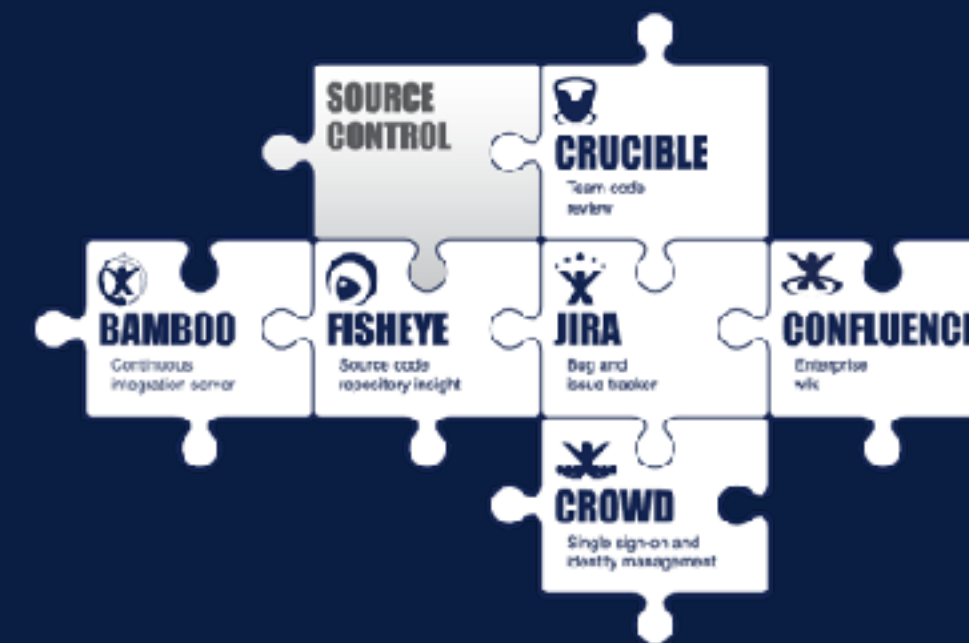 SOURCE
CONTROL
CRUCIBLE
Team code
review
BAMBOO
Continuous
integration server
FISHEYE
Source code
repository insight
JIRA
Bug and
issue tracker
CONFLUENC
Enterprise
wiki
CROWD
Single sign-on and
identity management